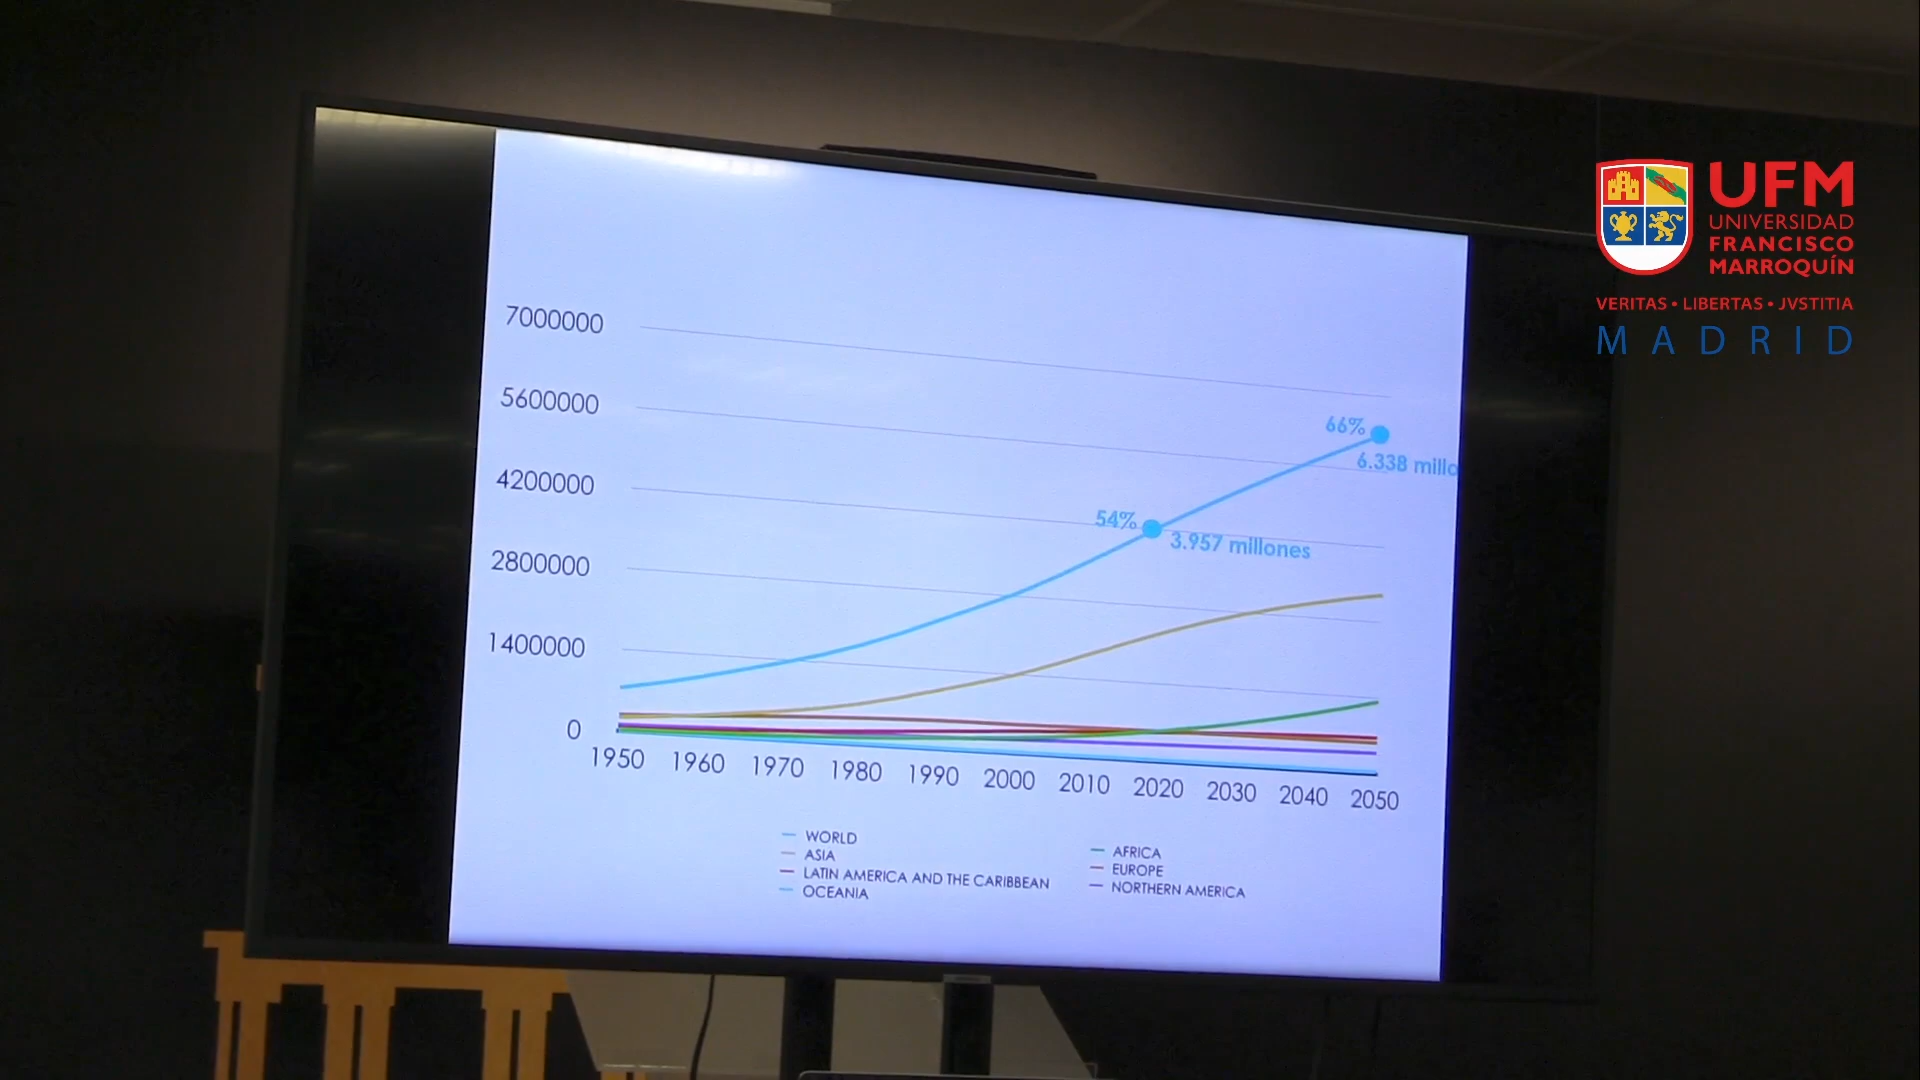 7000000
5600000
4200000
2800000
1400000
0
66%
6.338 millo
54%
3.957 millones
1950 1960 1970 1980 1990 2000 2010 2020 2030 2040 2050
WORLD
ASIA
LATIN AMERICA AND THE CARIBBEAN
OCEANIA
AFRICA
EUROPE
NORTHERN AMERICA
UFM
UNIVERSIDAD
FRANCISCO
MARROQUÍN
VERITAS • LIBERTAS • JVSTITIA
MADRID